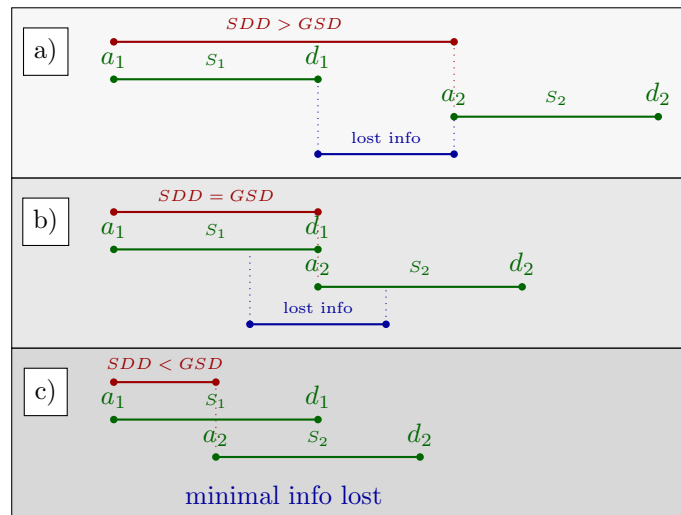 SDD > GSD
a)
a₁ S₁ d₁
a₂ S₂ d₂
lost info
SDD = GSD
b)
a₁ S₁ d₁
a₂ S₂ d₂
lost info
SDD < GSD
c)
a₁ S₁ d₁
a₂ S₂ d₂
minimal info lost